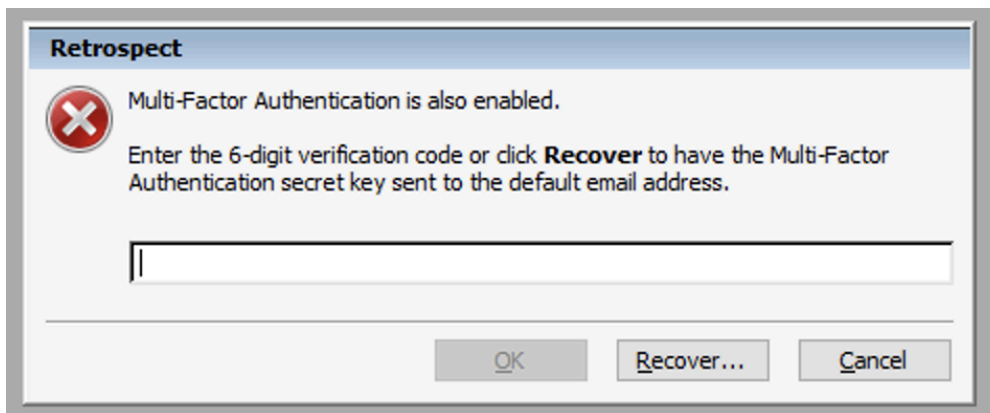 Retrospect
Multi-Factor Authentication is also enabled.
Enter the 6-digit verification code or click Recover to have the Multi-Factor
Authentication secret key sent to the default email address.
OK
Recover...
Cancel